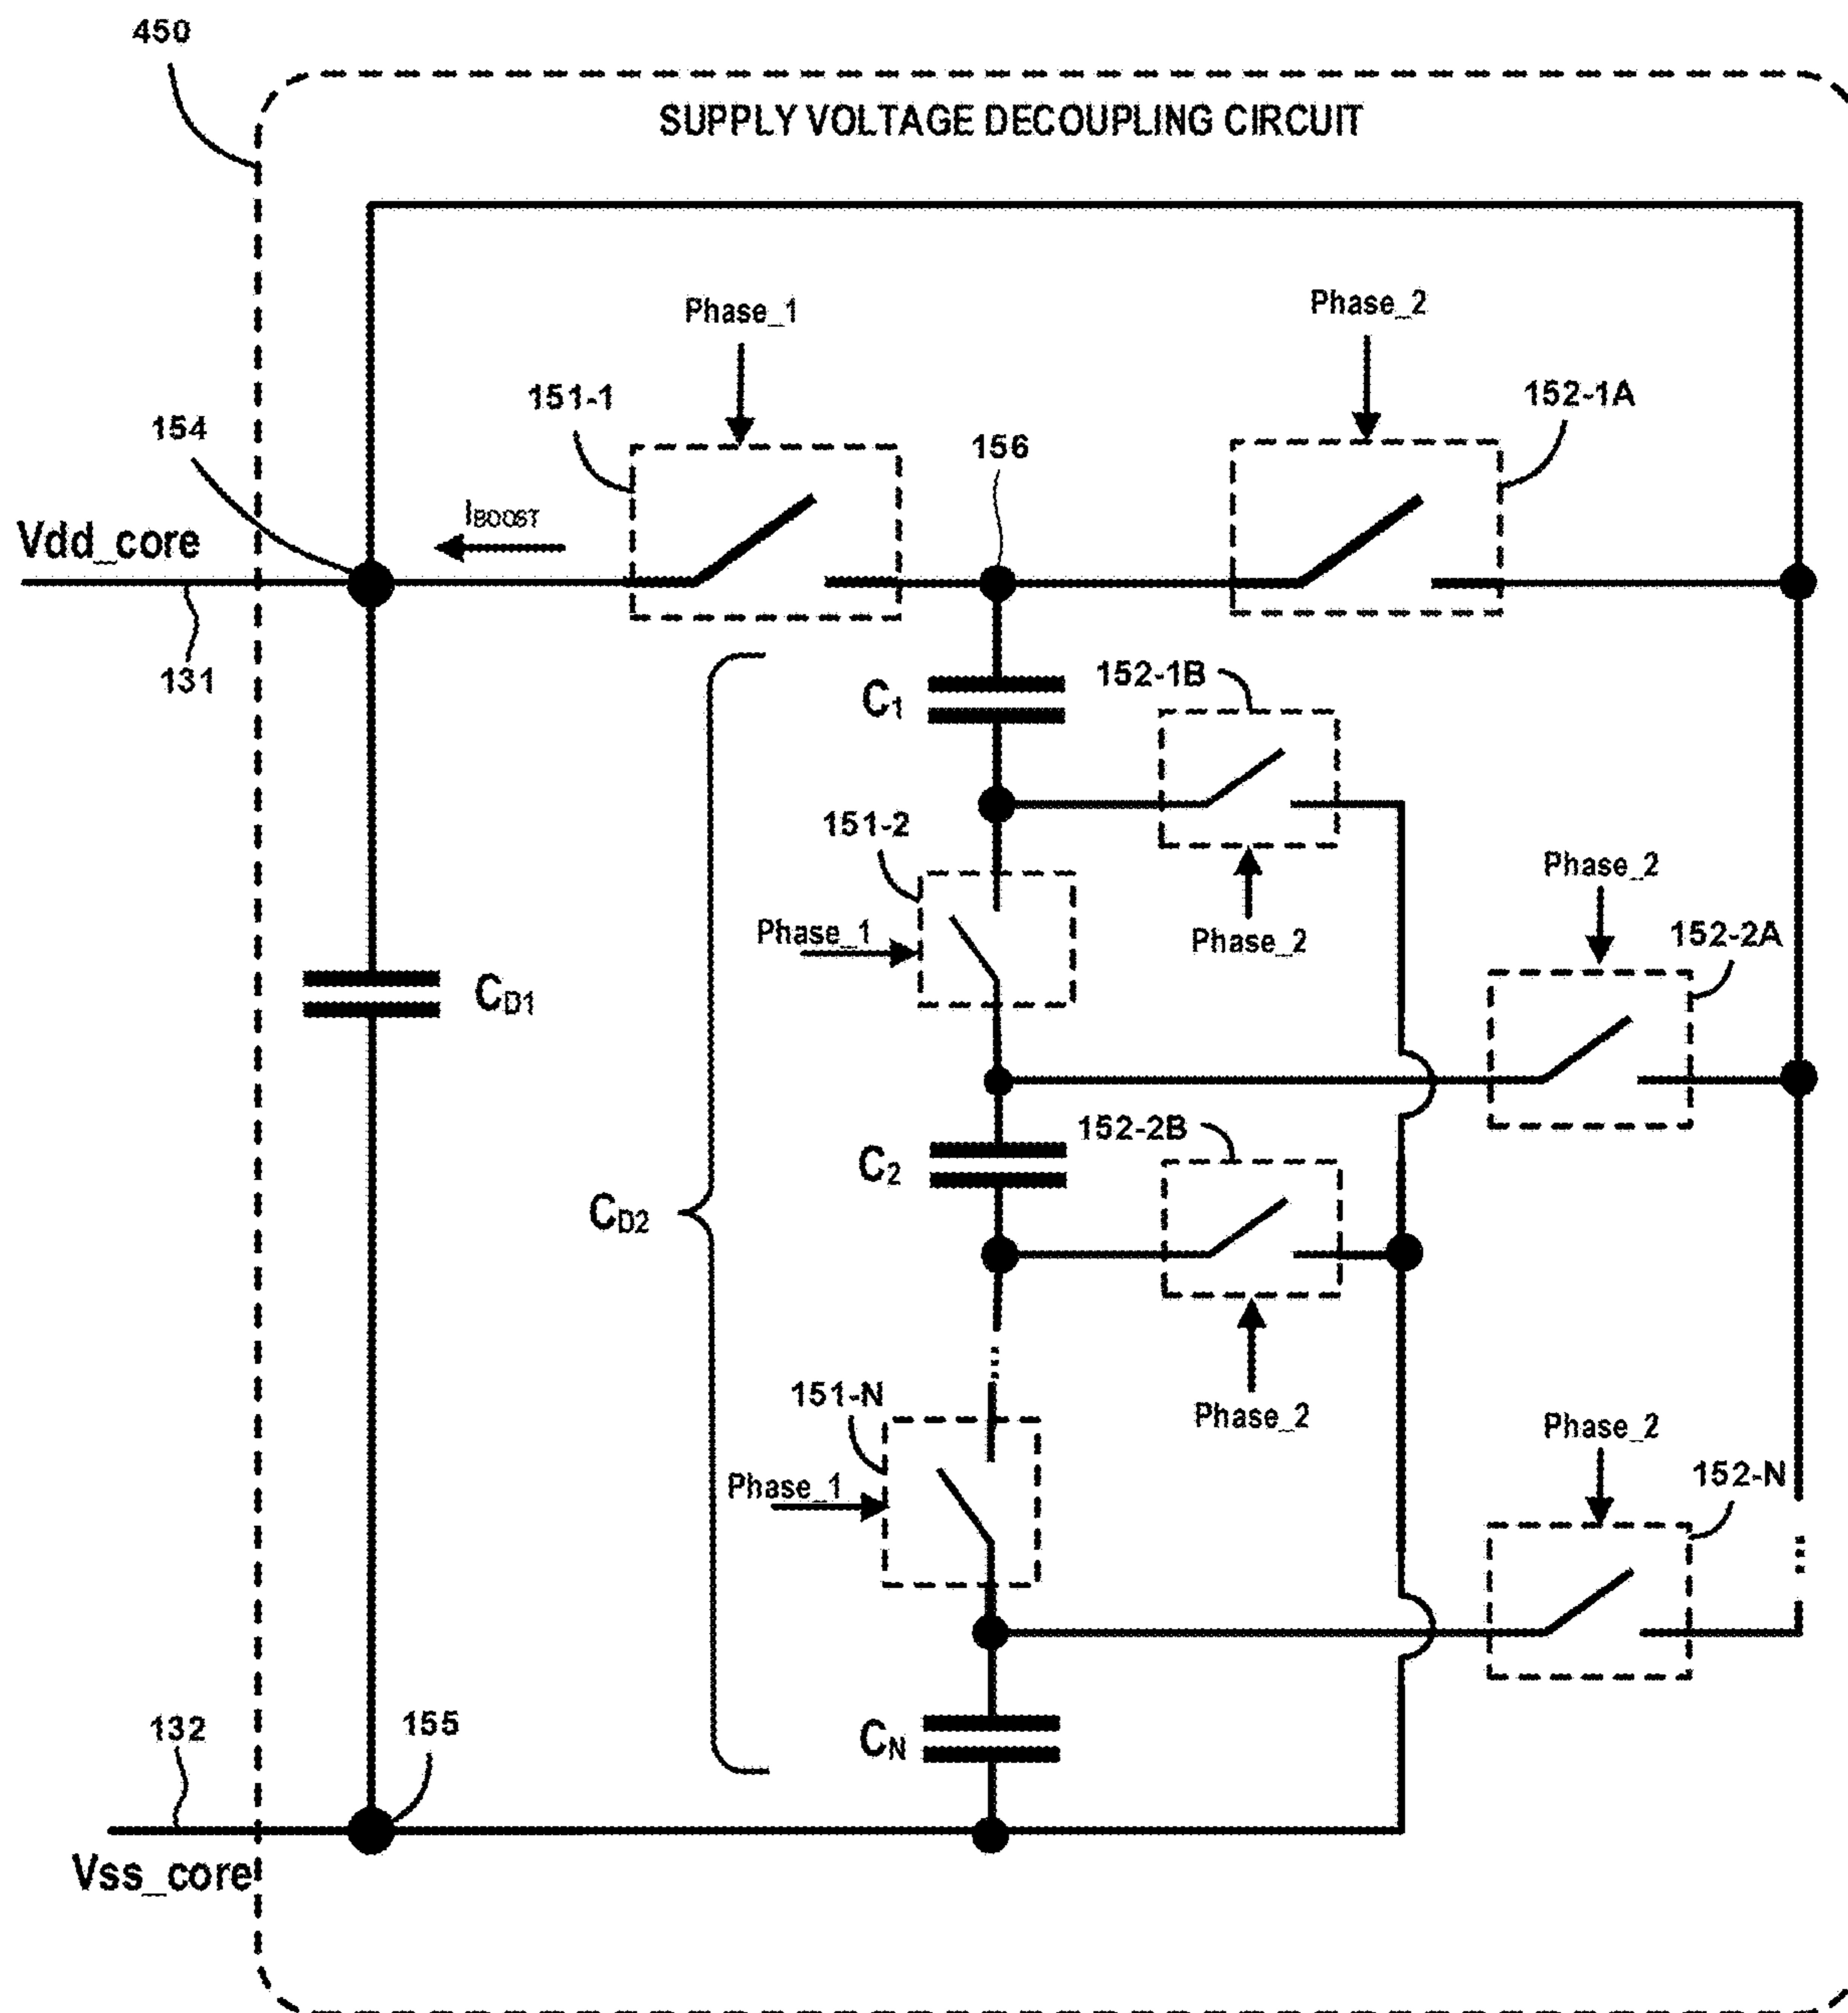 450
SUPPLY VOLTAGE DECOUPLING CIRCUIT
Phase_1
Phase_2
151-1
152-1A
154
156
IBOOST
Vdd_core
131
C1
152-1B
151-2
Phase_2
Phase_1
Phase_2
152-2A
CD1
152-2B
C2
CD2
151-N
Phase_2
Phase_2
Phase_1
152-N
132
155
CN
Vss_core